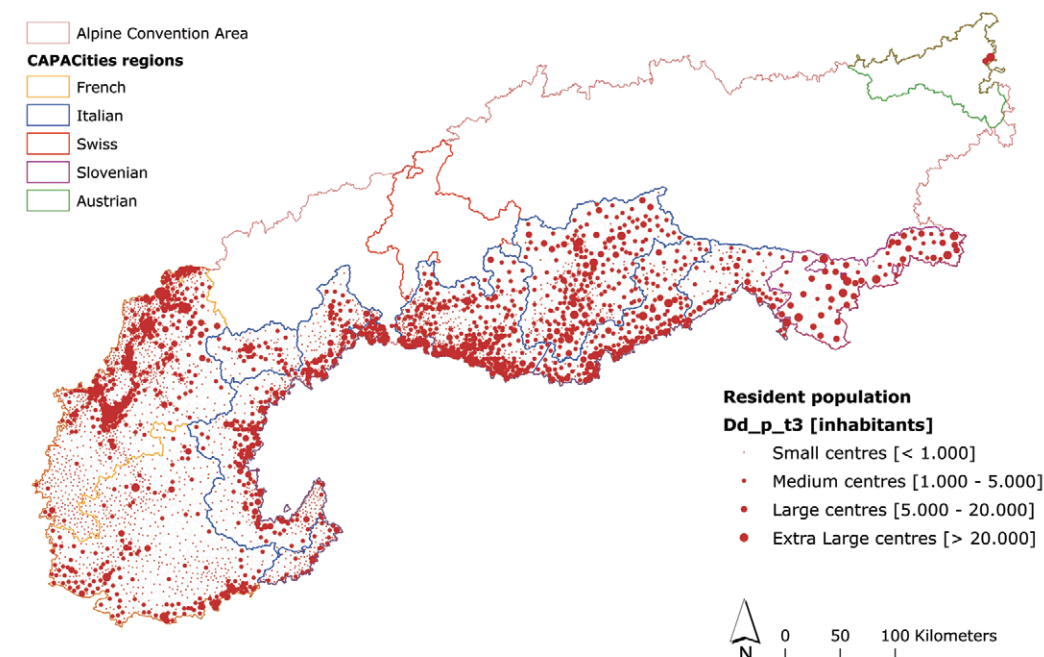 Alpine Convention Area
CAPACities regions
French
Italian
Swiss
Slovenian
Austrian
Resident population
Dd_p_t3 [inhabitants]
Small centres [< 1.000]
Medium centres [1.000 - 5.000]
Large centres [5.000 - 20.000]
Extra Large centres [> 20.000]
N
0 50 100 Kilometers